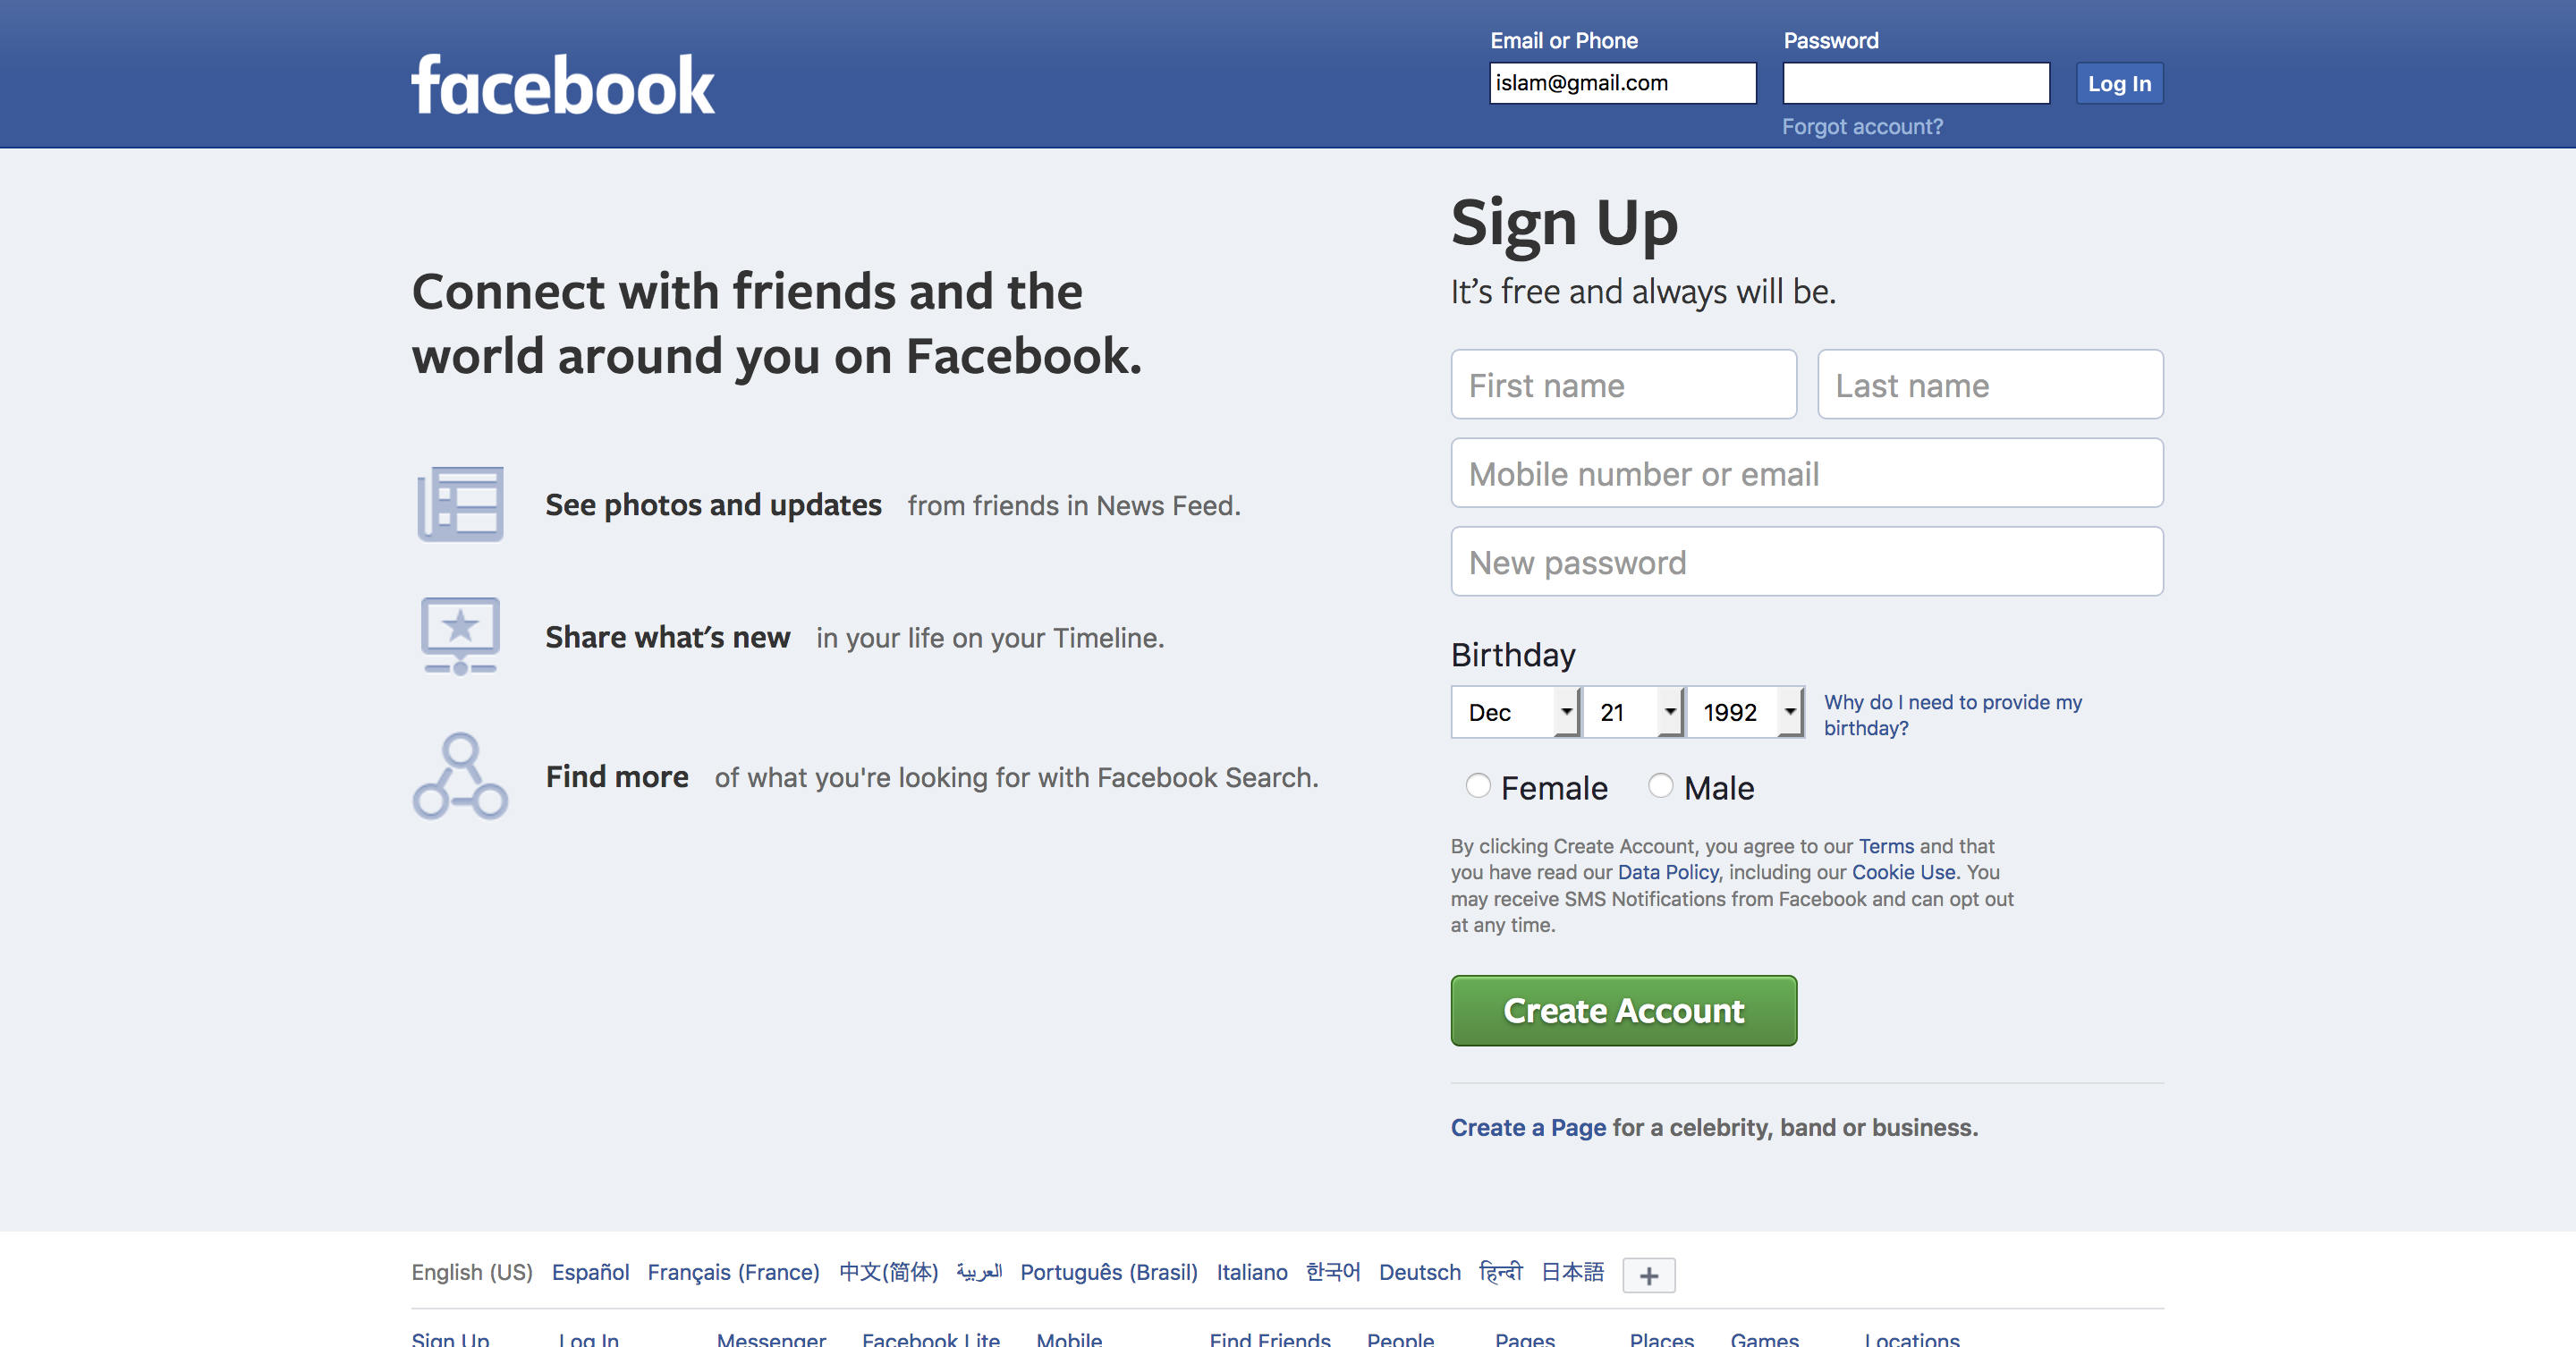 facebook
Email or Phone
Password
islam@gmail.com
Log In
Forgot account?
Connect with friends and the
world around you on Facebook.
See photos and updates from friends in News Feed.
Share what's new in your life on your Timeline.
Find more of what you're looking for with Facebook Search.
Sign Up
It’s free and always will be.
First name
Last name
Mobile number or email
New password
Birthday
Dec 21 1992
Why do I need to provide my
birthday?
Female Male
By clicking Create Account, you agree to our Terms and that
you have read our Data Policy, including our Cookie Use. You
may receive SMS Notifications from Facebook and can opt out
at any time.
Create Account
Create a Page for a celebrity, band or business.
English (US) Español Français (France) 中文(简体) العربية Português (Brasil) Italiano 한국어 Deutsch हिन्दी 日本語 +
Sign Up Log In Messenger Facebook Lite Mobile Find Friends People Pages Places Games Locations